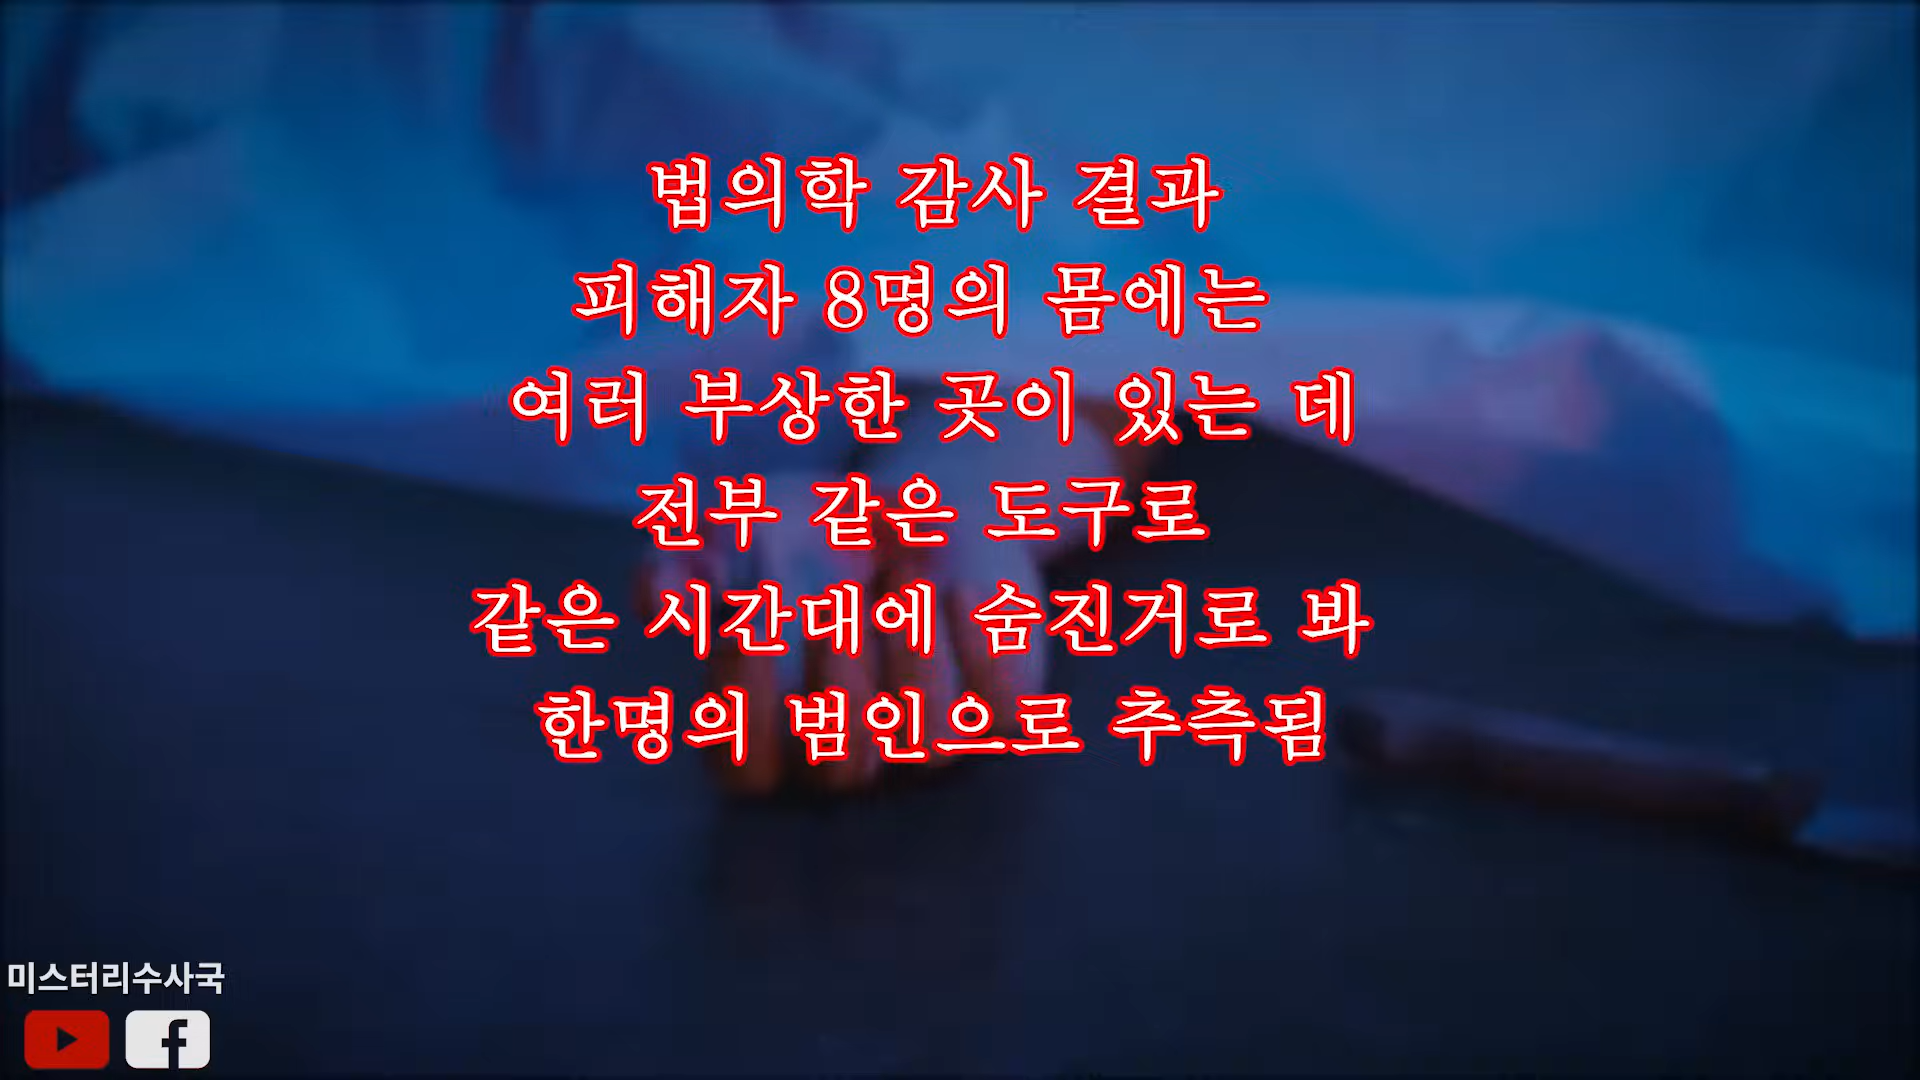 법의학 감사 결과
피해자 8명의 몸에는
여러 부상한 곳이 있는 데
전부 같은 도구로
같은 시간대에 숨진거로 봐
한명의 범인으로 추측됨
미스터리수사국